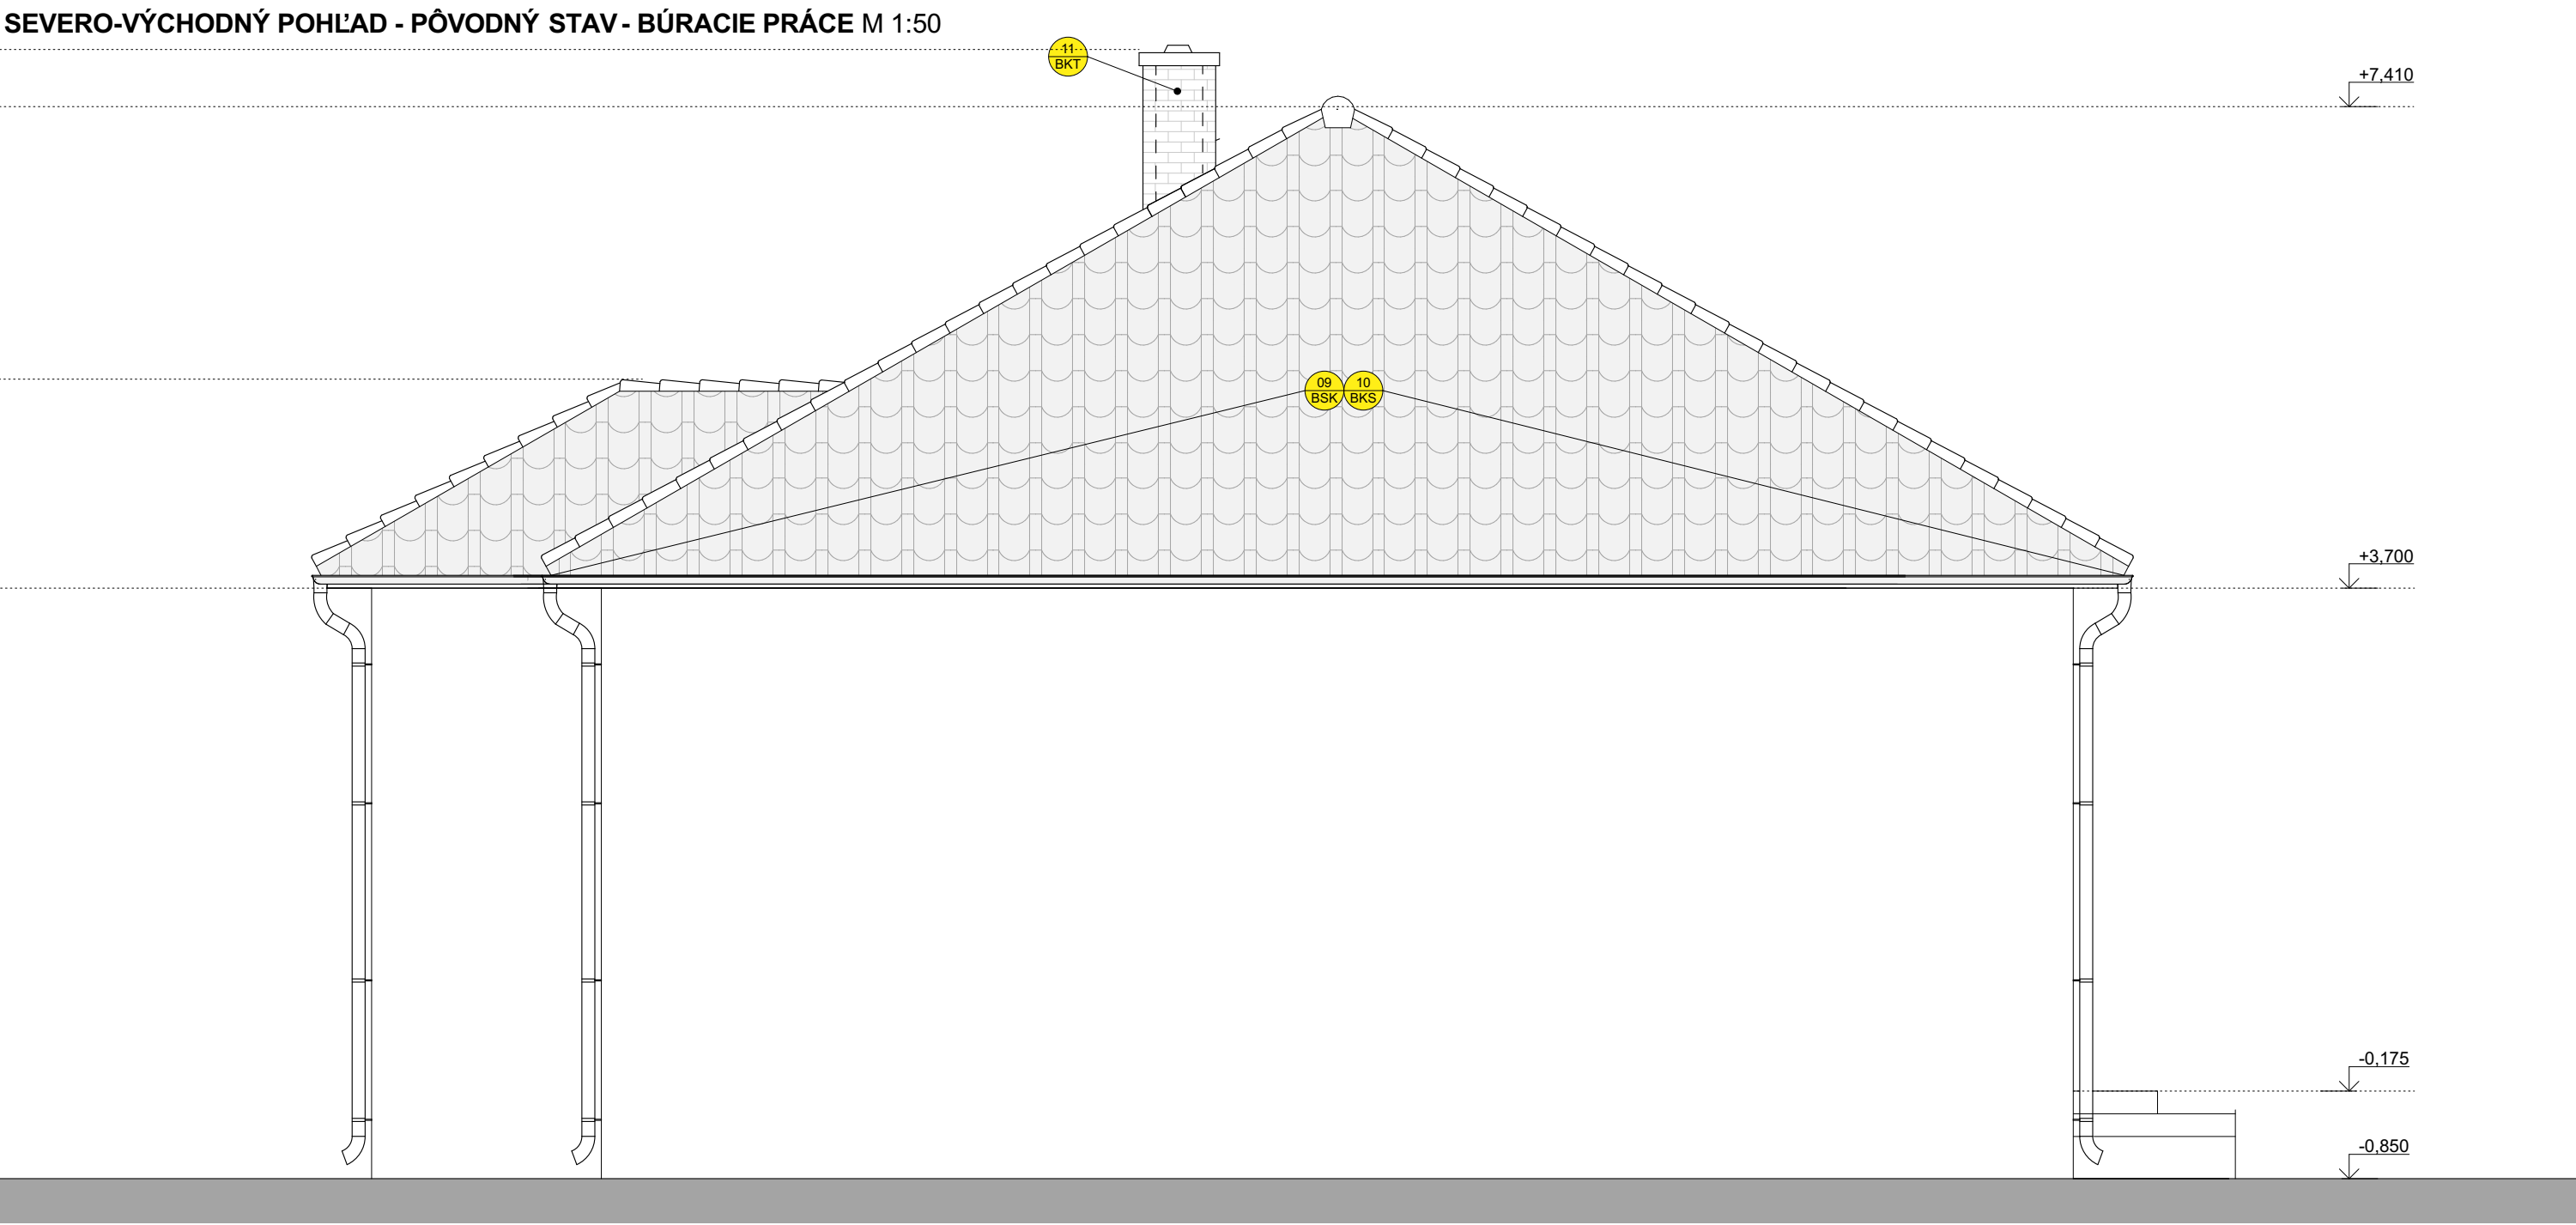 SEVERO-VÝCHODNÝ POHĽAD - PÔVODNÝ STAV - BÚRACIE PRÁCE M 1:50
11
BKT
+7,410
09
BSK
10
BKS
+3,700
-0,175
-0,850